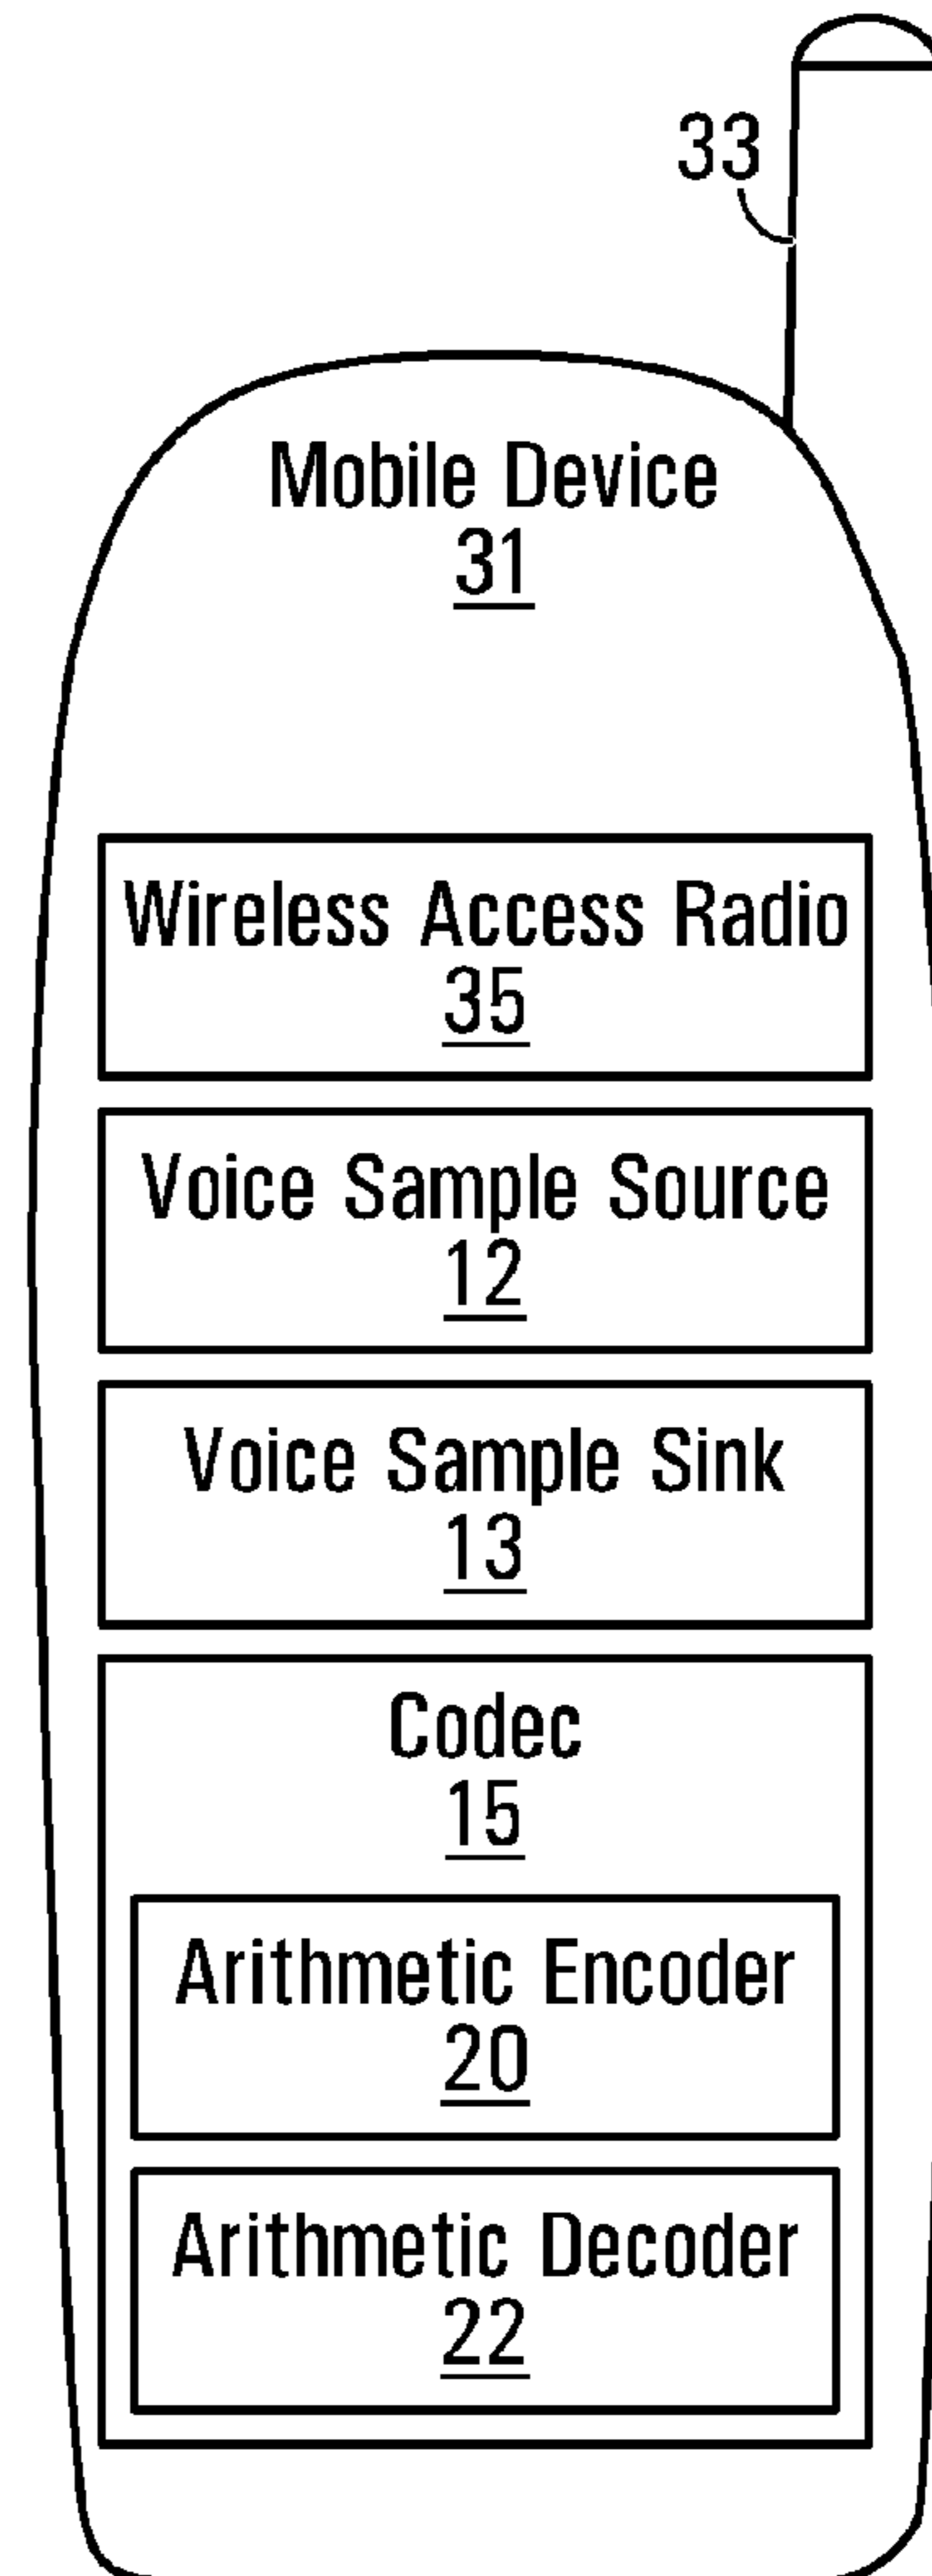 33
Mobile Device
31
Wireless Access Radio
35
Voice Sample Source
12
Voice Sample Sink
13
Codec
15
Arithmetic Encoder
20
Arithmetic Decoder
22